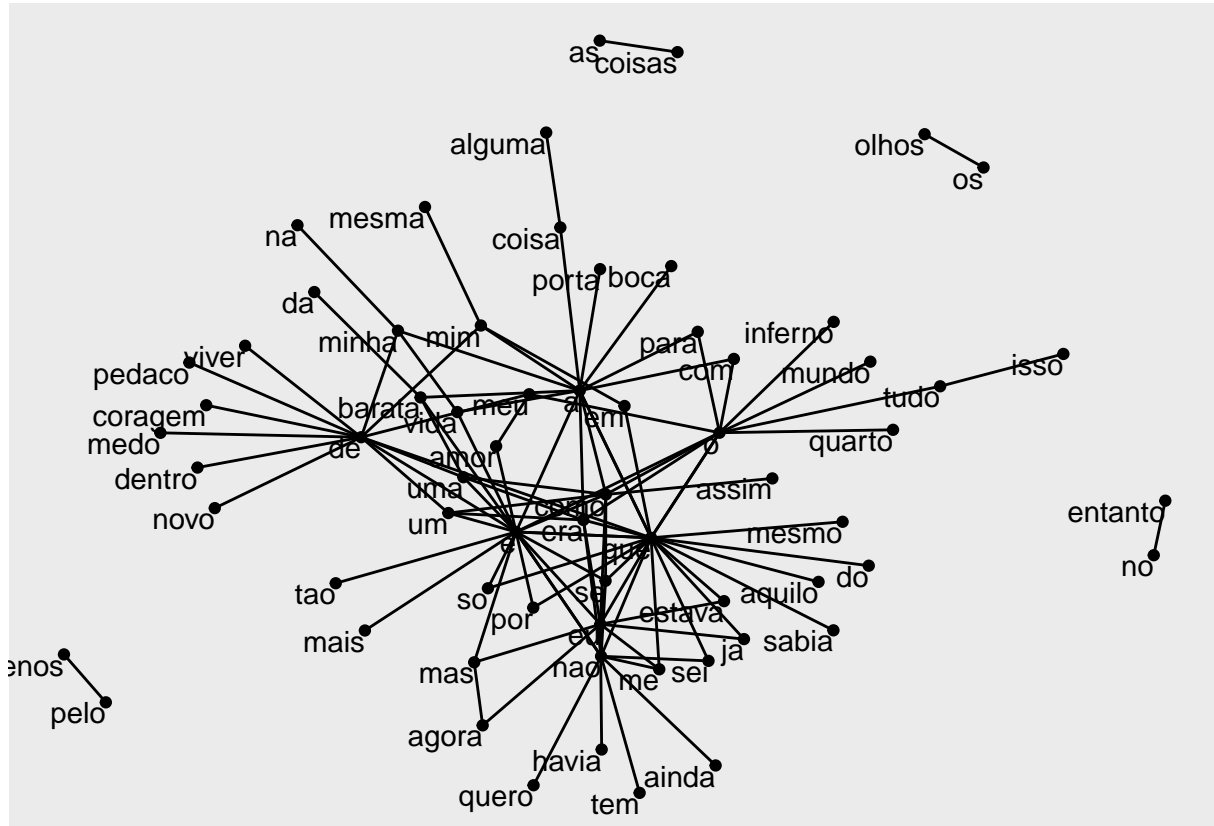 as
coisas
alguma
olhos
os
mesma
na
coisa
porta
boca
da
minha
mim
para
inferno
viver
com
mundo
isso
pedaco
barata
meu
a
em
tudo
coragem
vida
medo
de
amor
o
quarto
dentro
uma
assim
novo
um
como
era
mesmo
entanto
e
que
no
tao
so
se
do
por
estava
aquilo
mais
eu
sabia
enos
mas
nao
me
sei
ja
pelo
agora
havia
ainda
quero
tem